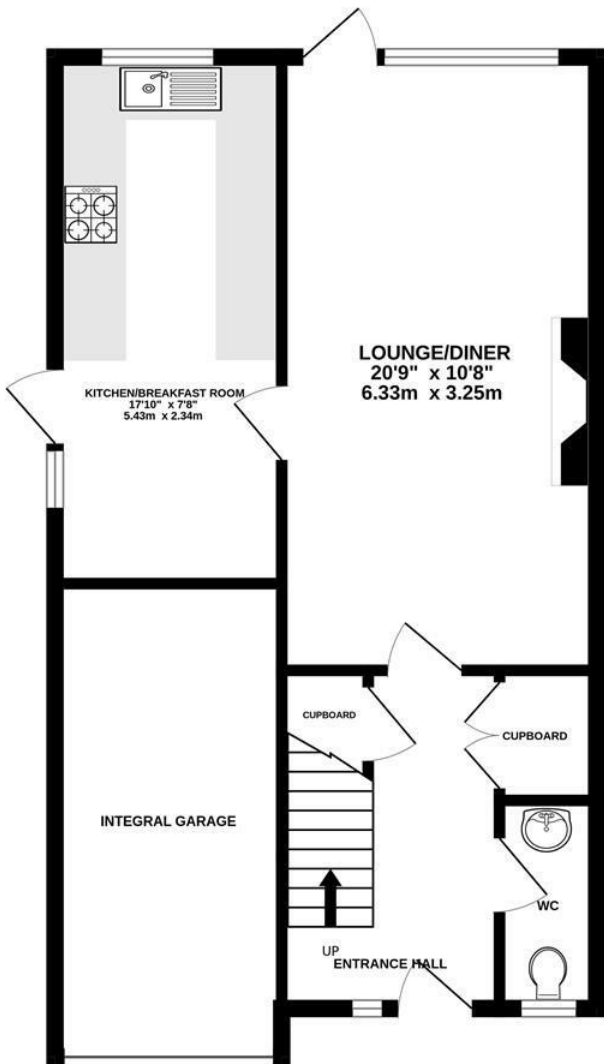 LOUNGE/DINER
20'9" x 10'8"
6.33m x 3.25m
KITCHEN/BREAKFAST ROOM
17'10" x 7'8"
5.43m x 2.34m
CUPBOARD
CUPBOARD
INTEGRAL GARAGE
WC
UP
ENTRANCE HALL